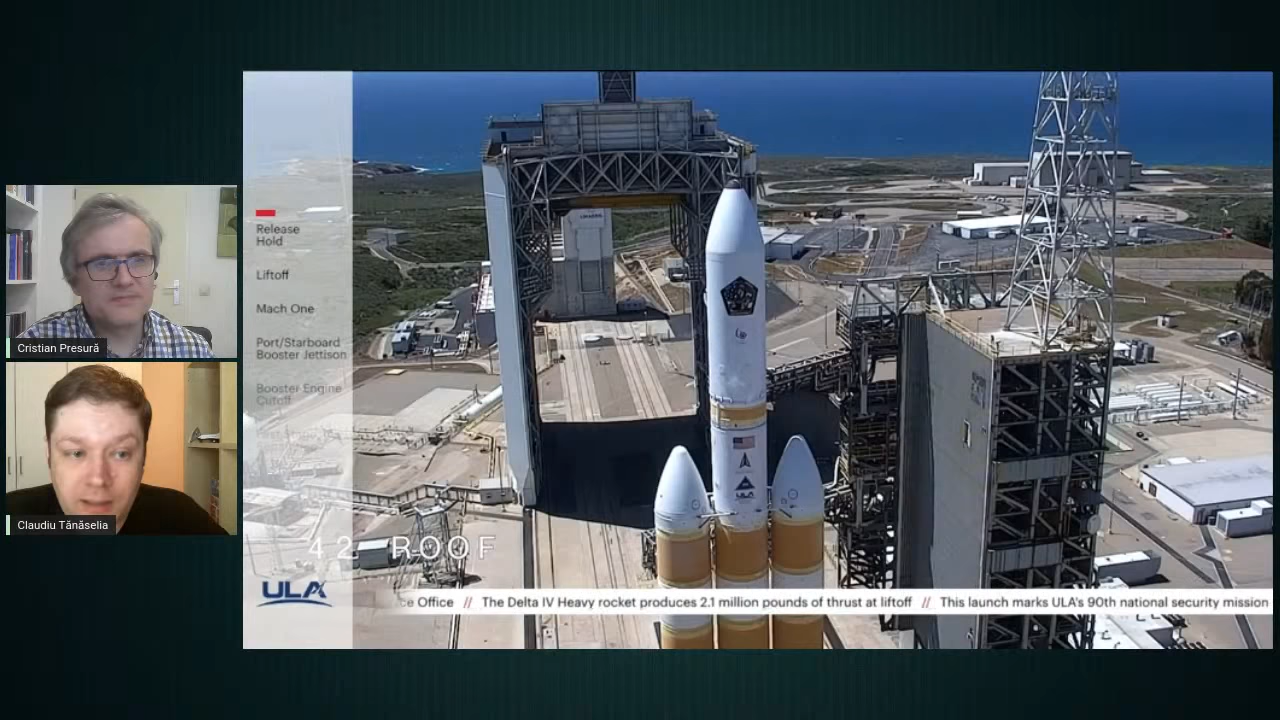 Cristian Presură
Claudiu Tănăselia
Release
Hold
Liftoff
Mach One
Port/Starboard
Booster Jettison
Booster Engine
Cutoff
42 ROOF
ULA
ULA
ce Office // The Delta IV Heavy rocket produces 2.1 million pounds of thrust at liftoff // This launch marks ULA's 90th national security mission